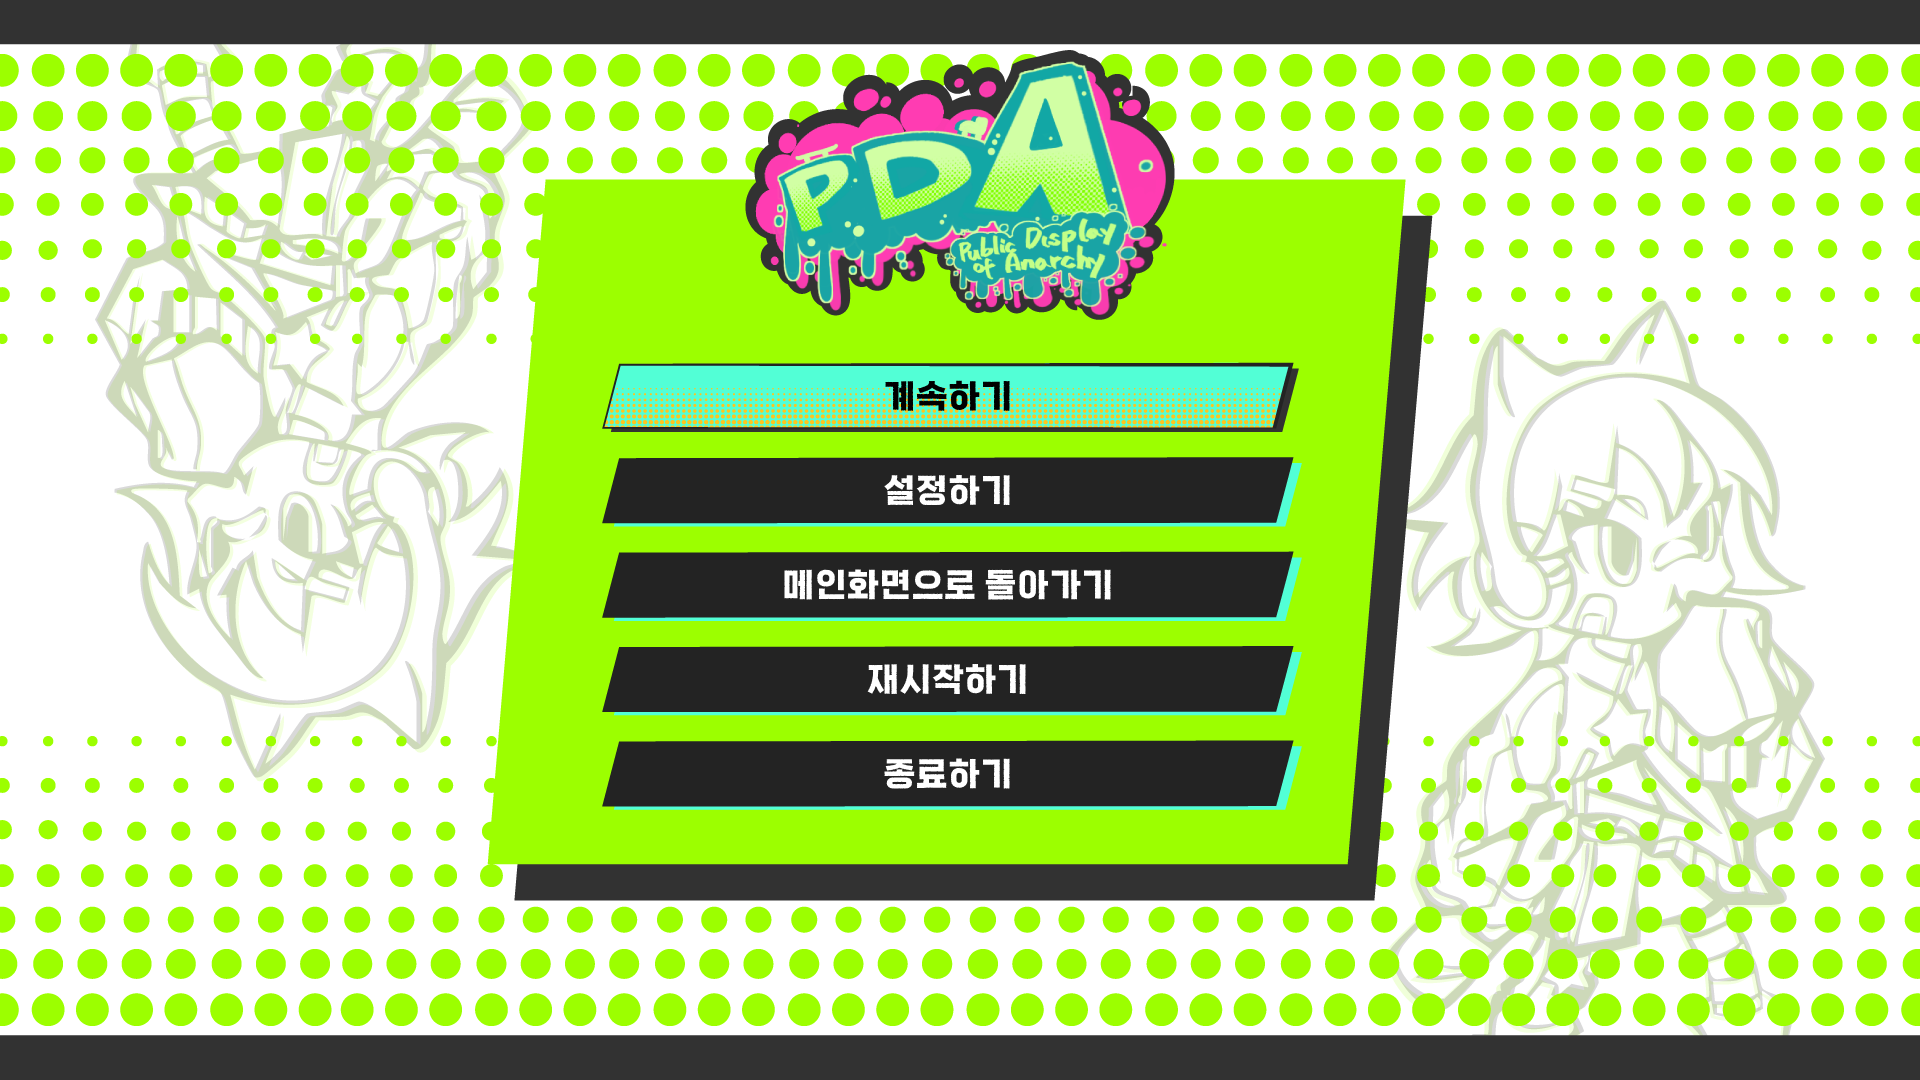 PDA
Public Display
of Anarchy
계속하기
설정하기
메인화면으로 돌아가기
재시작하기
종료하기